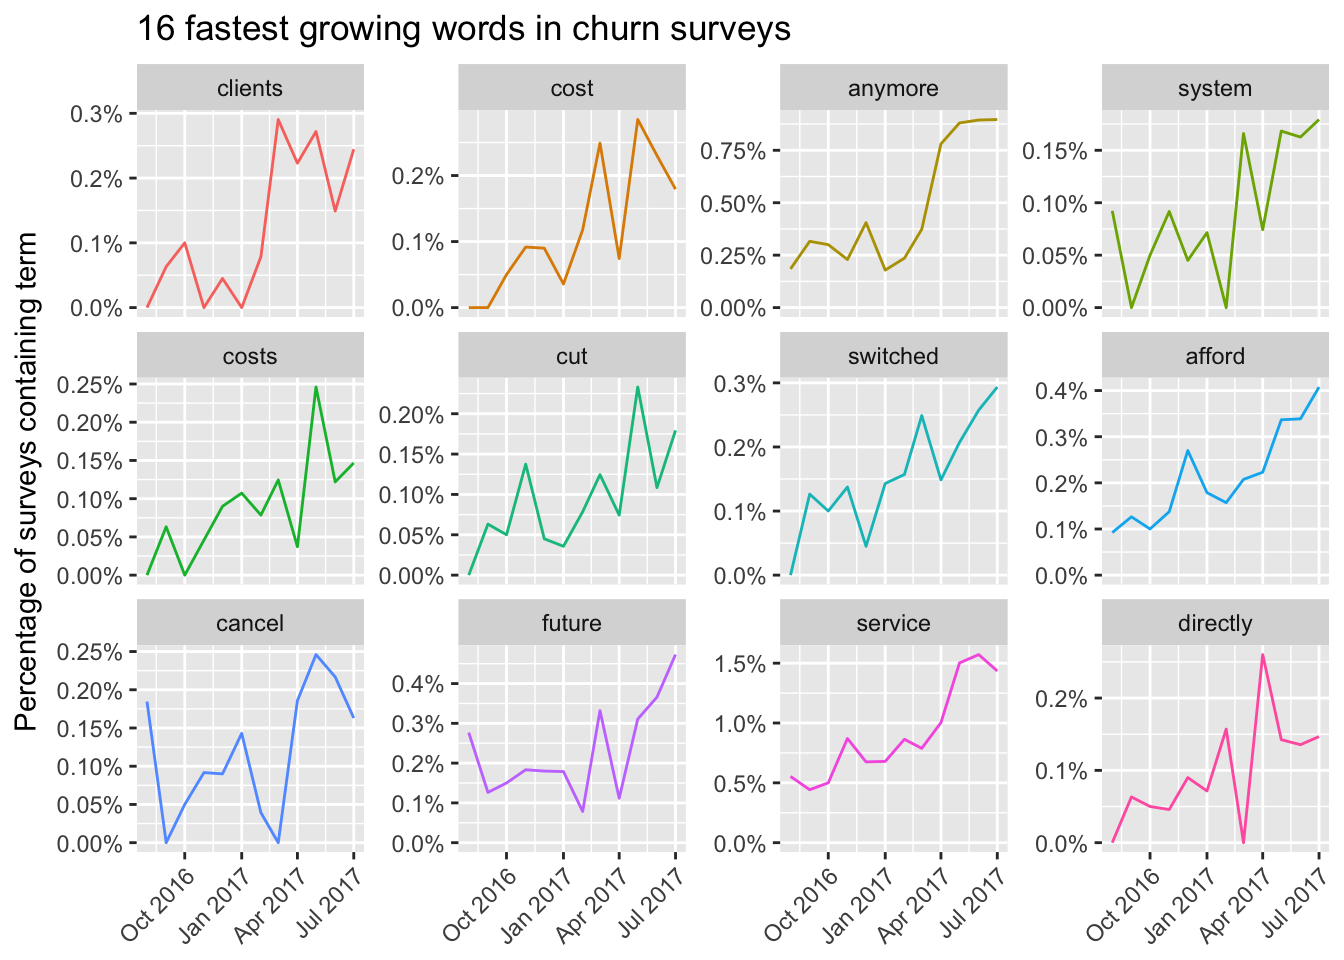 16 fastest growing words in churn surveys
Percentage of surveys containing term
clients
0.3%
0.2%
0.1%
0.0%
cost
0.2%
0.1%
0.0%
anymore
0.75%
0.50%
0.25%
0.00%
system
0.15%
0.10%
0.05%
0.00%
costs
0.25%
0.20%
0.15%
0.10%
0.05%
0.00%
cut
0.20%
0.15%
0.10%
0.05%
0.00%
switched
0.3%
0.2%
0.1%
0.0%
afford
0.4%
0.3%
0.2%
0.1%
0.0%
cancel
0.25%
0.20%
0.15%
0.10%
0.05%
0.00%
future
0.4%
0.3%
0.2%
0.1%
0.0%
service
1.5%
1.0%
0.5%
0.0%
directly
0.2%
0.1%
0.0%
Oct 2016
Jan 2017
Apr 2017
Jul 2017
Oct 2016
Jan 2017
Apr 2017
Jul 2017
Oct 2016
Jan 2017
Apr 2017
Jul 2017
Oct 2016
Jan 2017
Apr 2017
Jul 2017